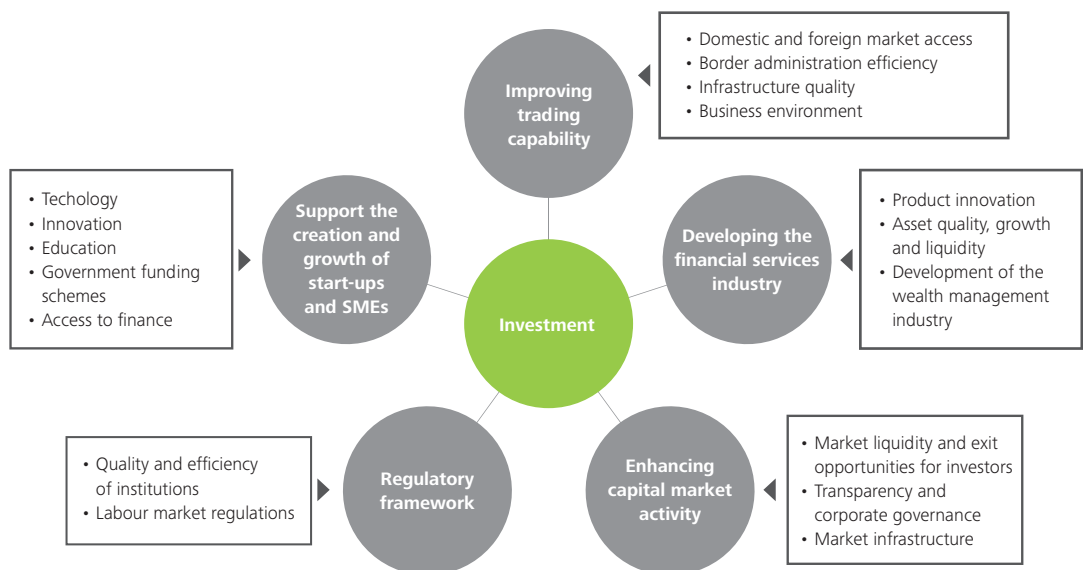 • Domestic and foreign market access
• Border administration efficiency
• Infrastructure quality
• Business environment
Improving
trading
capability
• Techology
• Innovation
• Education
• Government funding
schemes
• Access to finance
Support the
creation and
growth of
start-ups
and SMEs
Developing the
financial services
industry
• Product innovation
• Asset quality, growth
and liquidity
• Development of the
wealth management
industry
Investment
• Quality and efficiency
of institutions
• Labour market regulations
Regulatory
framework
Enhancing
capital market
activity
• Market liquidity and exit
opportunities for investors
• Transparency and
corporate governance
• Market infrastructure